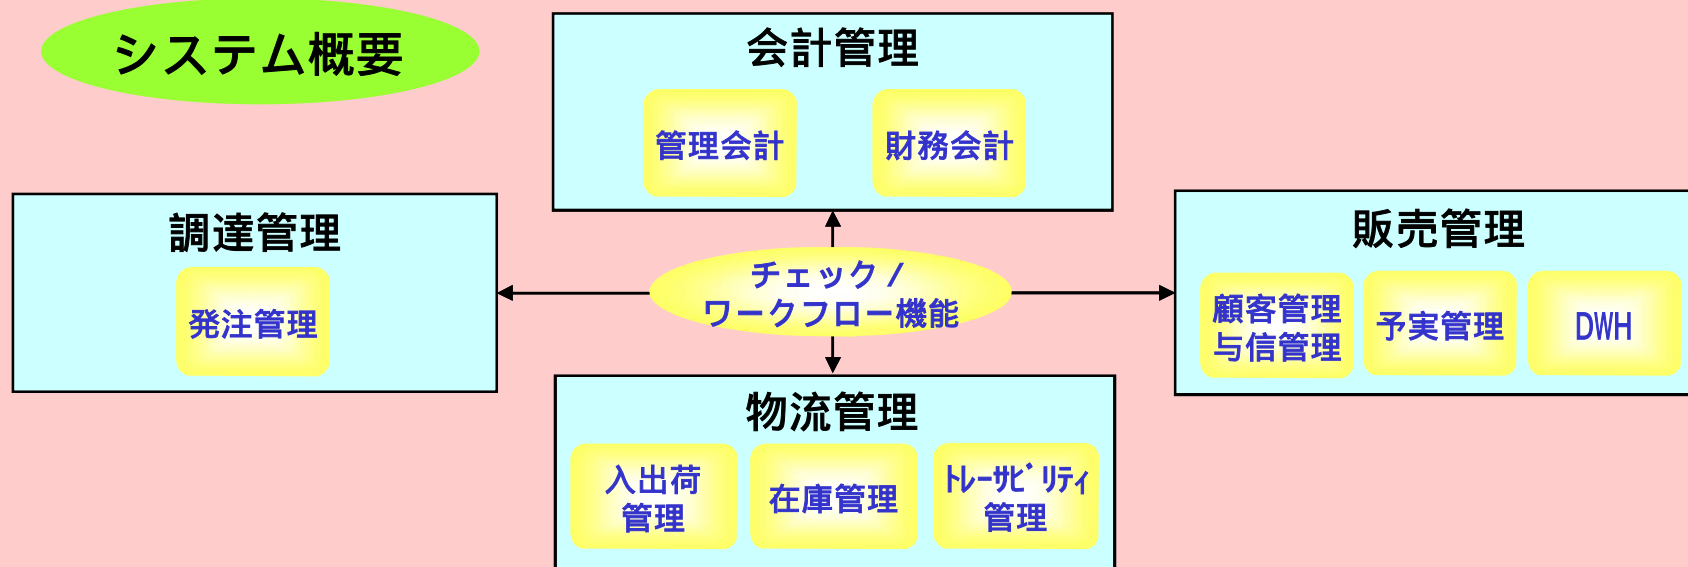 システム概要
会計管理
管理会計
財務会計
調達管理
発注管理
チェック /
ワークフロー機能
販売管理
顧客管理
与信管理
予実管理
DWH
物流管理
入出荷
管理
在庫管理
ﾄﾚｰｻﾋﾞﾘﾃｨ
管理